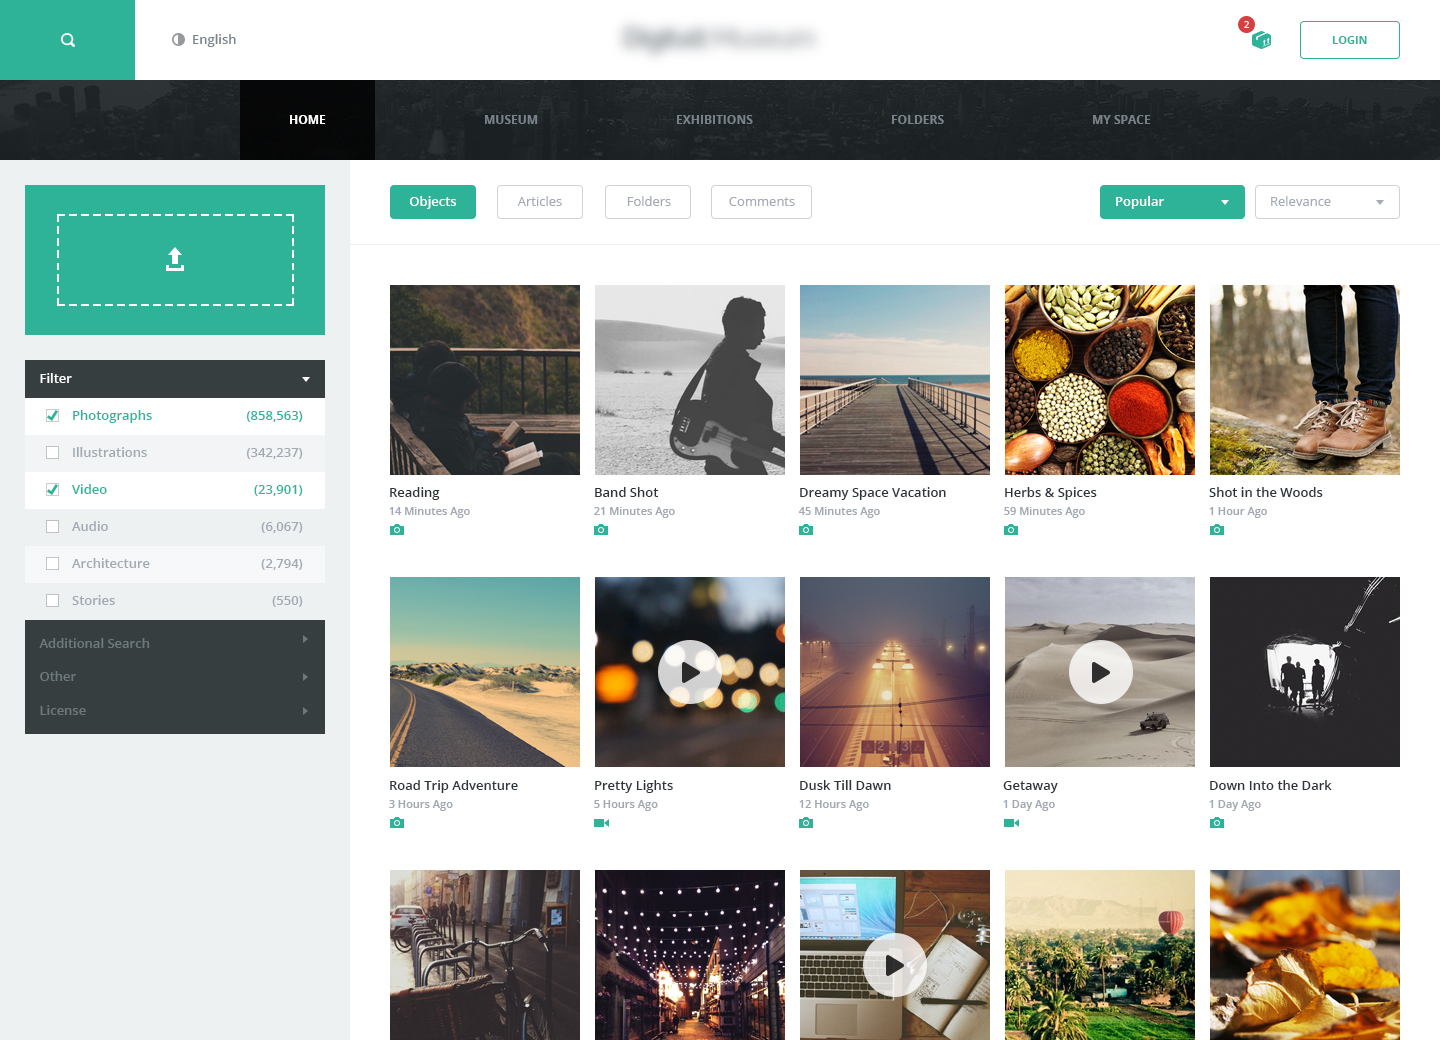 English
2
LOGIN
HOME MUSEUM EXHIBITIONS FOLDERS MY SPACE
Objects Articles Folders Comments Popular Relevance
Filter
Photographs (858,563)
Illustrations (342,237)
Video (23,901)
Audio (6,067)
Architecture (2,794)
Stories (550)
Additional Search
Other
License
Reading Band Shot Dreamy Space Vacation Herbs & Spices Shot in the Woods
14 Minutes Ago 21 Minutes Ago 45 Minutes Ago 59 Minutes Ago 1 Hour Ago
Road Trip Adventure Pretty Lights Dusk Till Dawn Getaway Down Into the Dark
3 Hours Ago 5 Hours Ago 12 Hours Ago 1 Day Ago 1 Day Ago